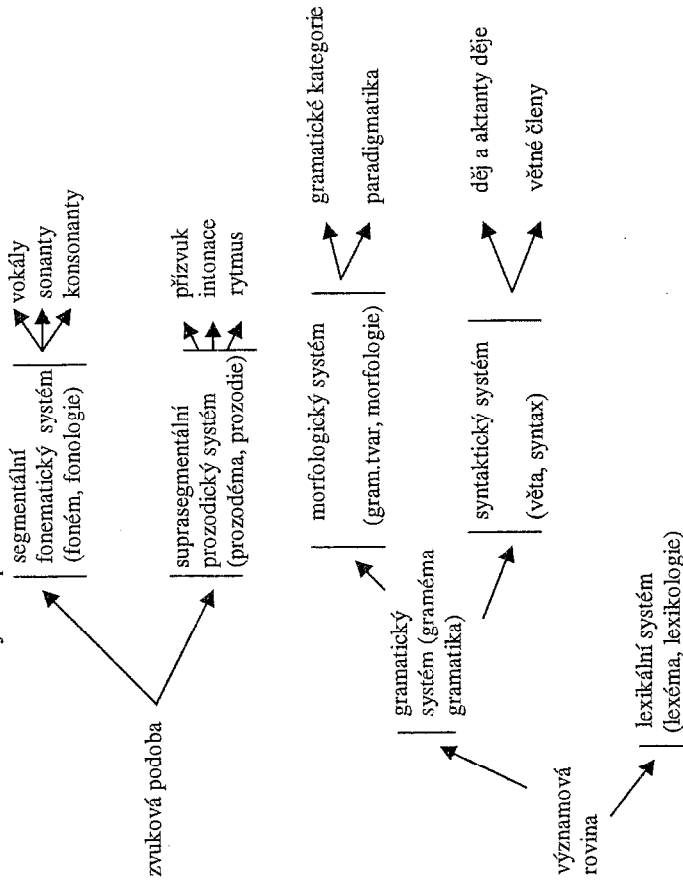 segmentální
fonematický systém
(foném, fonologie)
vokály
sonanty
konsonanty
zvuková podoba
suprasegmentální
prozodický systém
(prozodéma, prozodie)
přízvuk
intonace
rytmus
morfologický systém
(gram.tvar, morfologie)
gramatické kategorie
paradigmatika
gramatický
systém (graméma
gramatika)
syntaktický systém
(věta, syntax)
děj a aktanty děje
větné členy
významová
rovina
lexikální systém
(lexéma, lexikologie)